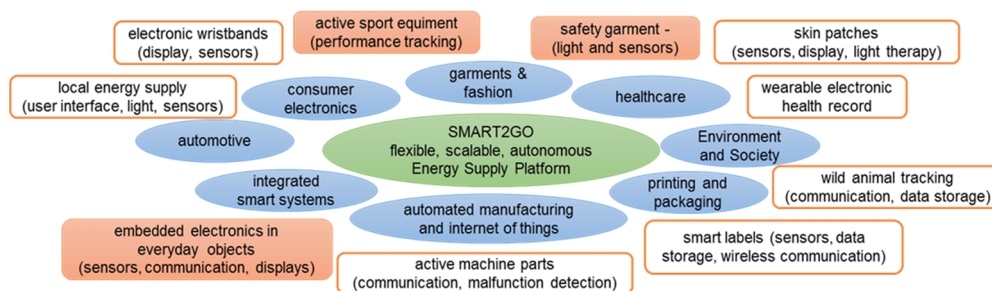 electronic wristbands
(display, sensors)
active sport equiment
(performance tracking)
safety garment -
(light and sensors)
skin patches
(sensors, display, light therapy)
local energy supply
(user interface, light, sensors)
consumer
electronics
garments &
fashion
healthcare
wearable electronic
health record
automotive
SMART2GO
flexible, scalable, autonomous
Energy Supply Platform
Environment
and Society
integrated
smart systems
automated manufacturing
and internet of things
printing and
packaging
wild animal tracking
(communication, data storage)
embedded electronics in
everyday objects
(sensors, communication, displays)
active machine parts
(communication, malfunction detection)
smart labels (sensors, data
storage, wireless communication)